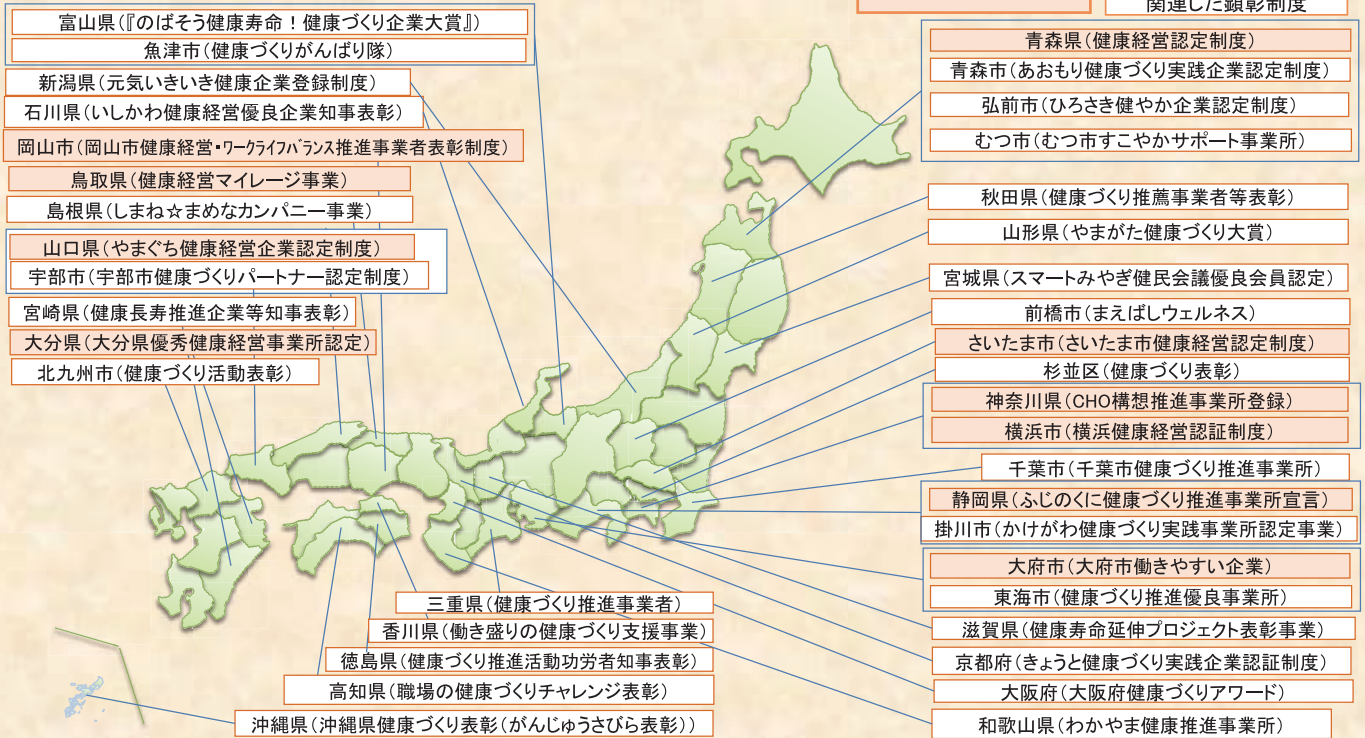 関連した顕彰制度
富山県(『のばそう健康寿命！健康づくり企業大賞』)
魚津市(健康づくりがんばり隊)
新潟県(元気いきいき健康企業登録制度)
石川県(いしかわ健康経営優良企業知事表彰)
岡山市(岡山市健康経営・ワークライフバランス推進事業者表彰制度)
鳥取県(健康経営マイレージ事業)
島根県(しまね☆まめなカンパニー事業)
山口県(やまぐち健康経営企業認定制度)
宇部市(宇部市健康づくりパートナー認定制度)
宮崎県(健康長寿推進企業等知事表彰)
大分県(大分県優秀健康経営事業所認定)
北九州市(健康づくり活動表彰)
青森県(健康経営認定制度)
青森市(あおもり健康づくり実践企業認定制度)
弘前市(ひろさき健やか企業認定制度)
むつ市(むつ市すこやかサポート事業所)
秋田県(健康づくり推薦事業者等表彰)
山形県(やまがた健康づくり大賞)
宮城県(スマートみやぎ健民会議優良会員認定)
前橋市(まえばしウェルネス)
さいたま市(さいたま市健康経営認定制度)
杉並区(健康づくり表彰)
神奈川県(CHO構想推進事業所登録)
横浜市(横浜健康経営認証制度)
千葉市(千葉市健康づくり推進事業所)
静岡県(ふじのくに健康づくり推進事業所宣言)
掛川市(かけがわ健康づくり実践事業所認定事業)
大府市(大府市働きやすい企業)
東海市(健康づくり推進優良事業所)
滋賀県(健康寿命延伸プロジェクト表彰事業)
京都府(きょうと健康づくり実践企業認証制度)
大阪府(大阪府健康づくりアワード)
和歌山県(わかやま健康推進事業所)
三重県(健康づくり推進事業者)
香川県(働き盛りの健康づくり支援事業)
徳島県(健康づくり推進活動功労者知事表彰)
高知県(職場の健康づくりチャレンジ表彰)
沖縄県(沖縄県健康づくり表彰(がんじゅうさびら表彰))